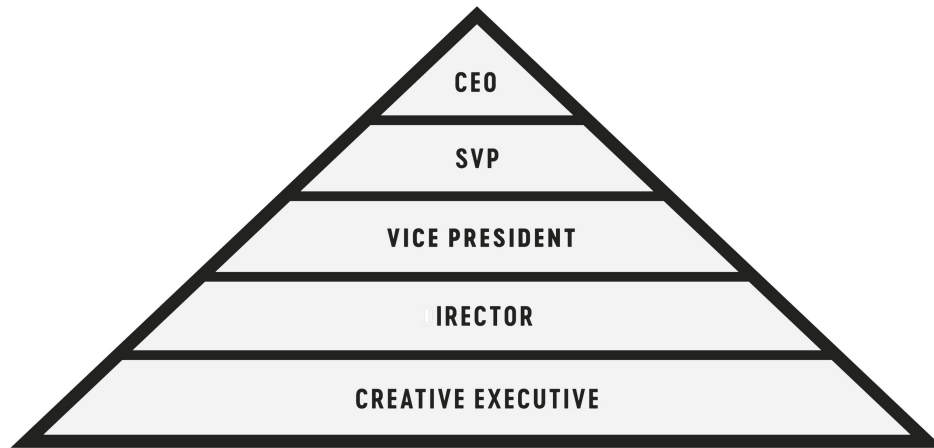 CEO
SVP
VICE PRESIDENT
IRECTOR
CREATIVE EXECUTIVE